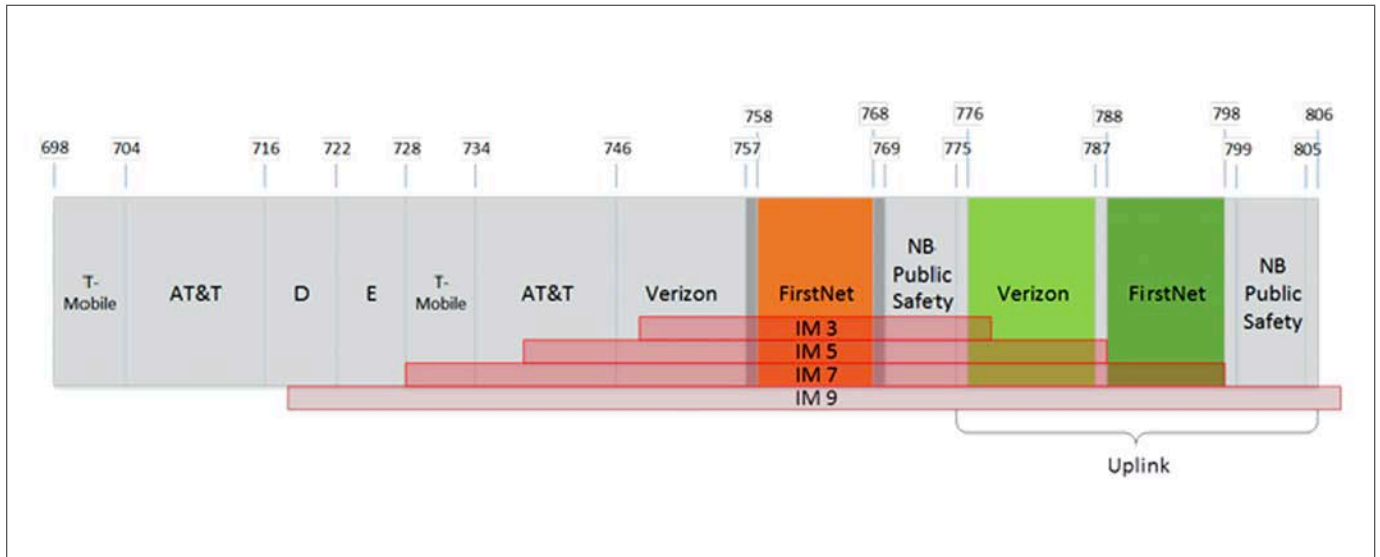 758 768 776 788 798 806
698 704 716 722 728 734 746 757 769 775 787 799 805
T-
Mobile
AT&T
D
E
T-
Mobile
AT&T
Verizon
FirstNet
NB
Public
Safety
Verizon
FirstNet
NB
Public
Safety
IM 3
IM 5
IM 7
IM 9
Uplink